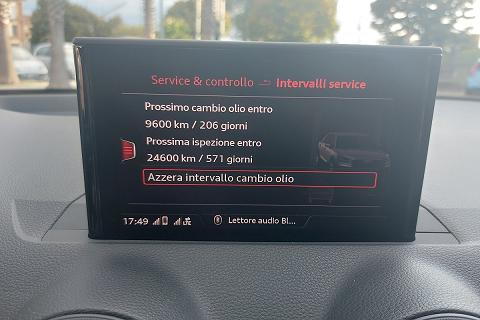 Service & controllo Intervalli service
Prossimo cambio olio entro
9600 km / 206 giorni
Prossima ispezione entro
24600 km / 571 giorni
Azzera intervallo cambio olio
17:49 LTE Lettore audio Bl...